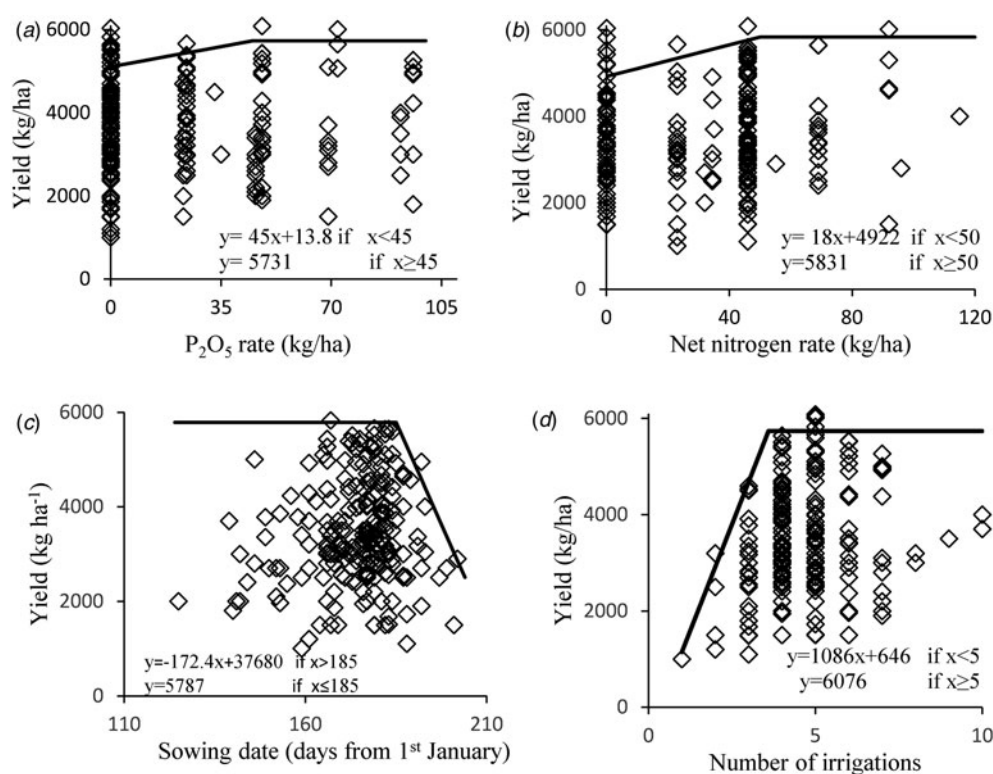 (a)
6000
4000
2000
0
Yield (kg/ha)
y= 45x+13.8 if x<45
y= 5731 if x≥45
0 35 70 105
P₂O₅ rate (kg/ha)
(b)
6000
4000
2000
0
Yield (kg/ha)
y= 18x+4922 if x<50
y=5831 if x≥50
0 40 80 120
Net nitrogen rate (kg/ha)
(c)
6000
4000
2000
0
Yield (kg ha⁻¹)
y=-172.4x+37680 if x>185
y=5787 if x≤185
110 160 210
Sowing date (days from 1ˢᵗ January)
(d)
6000
4000
2000
0
Yield (kg/ha)
y=1086x+646 if x<5
y=6076 if x≥5
0 5 10
Number of irrigations